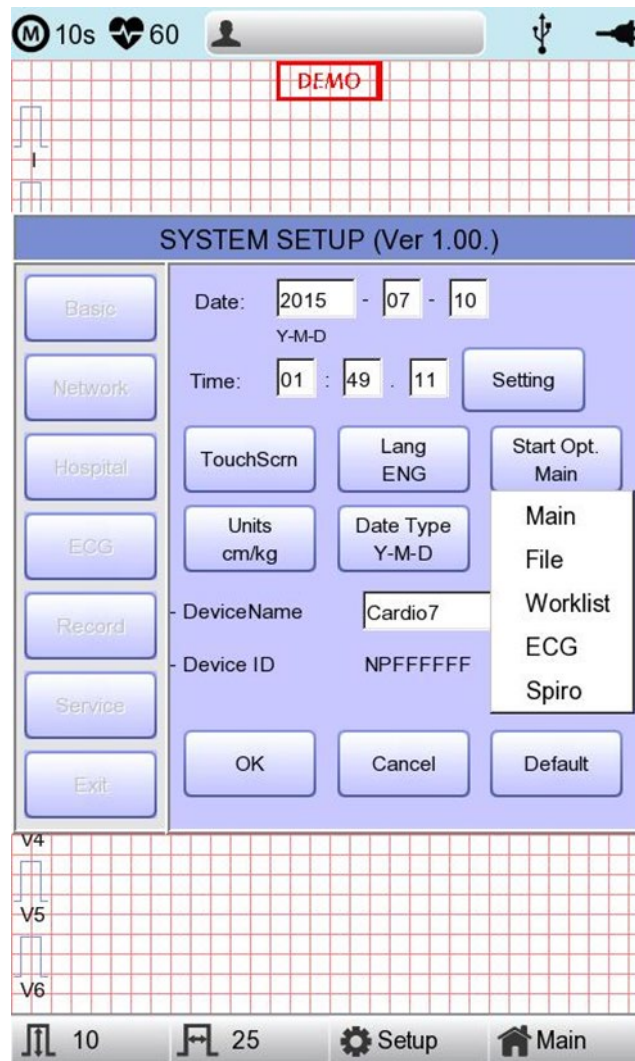 M 10s 60
DEMO
I
SYSTEM SETUP (Ver 1.00.)
Basic
Network
Hospital
ECG
Record
Service
Exit
Date: 2015 - 07 - 10
Y-M-D
Time: 01 : 49 . 11 Setting
TouchScrn
Lang
ENG
Start Opt.
Main
Units
cm/kg
Date Type
Y-M-D
Main
File
Worklist
ECG
Spiro
- DeviceName Cardio7
- Device ID NPFFFFFF
OK Cancel Default
V4
V5
V6
10 25 Setup Main